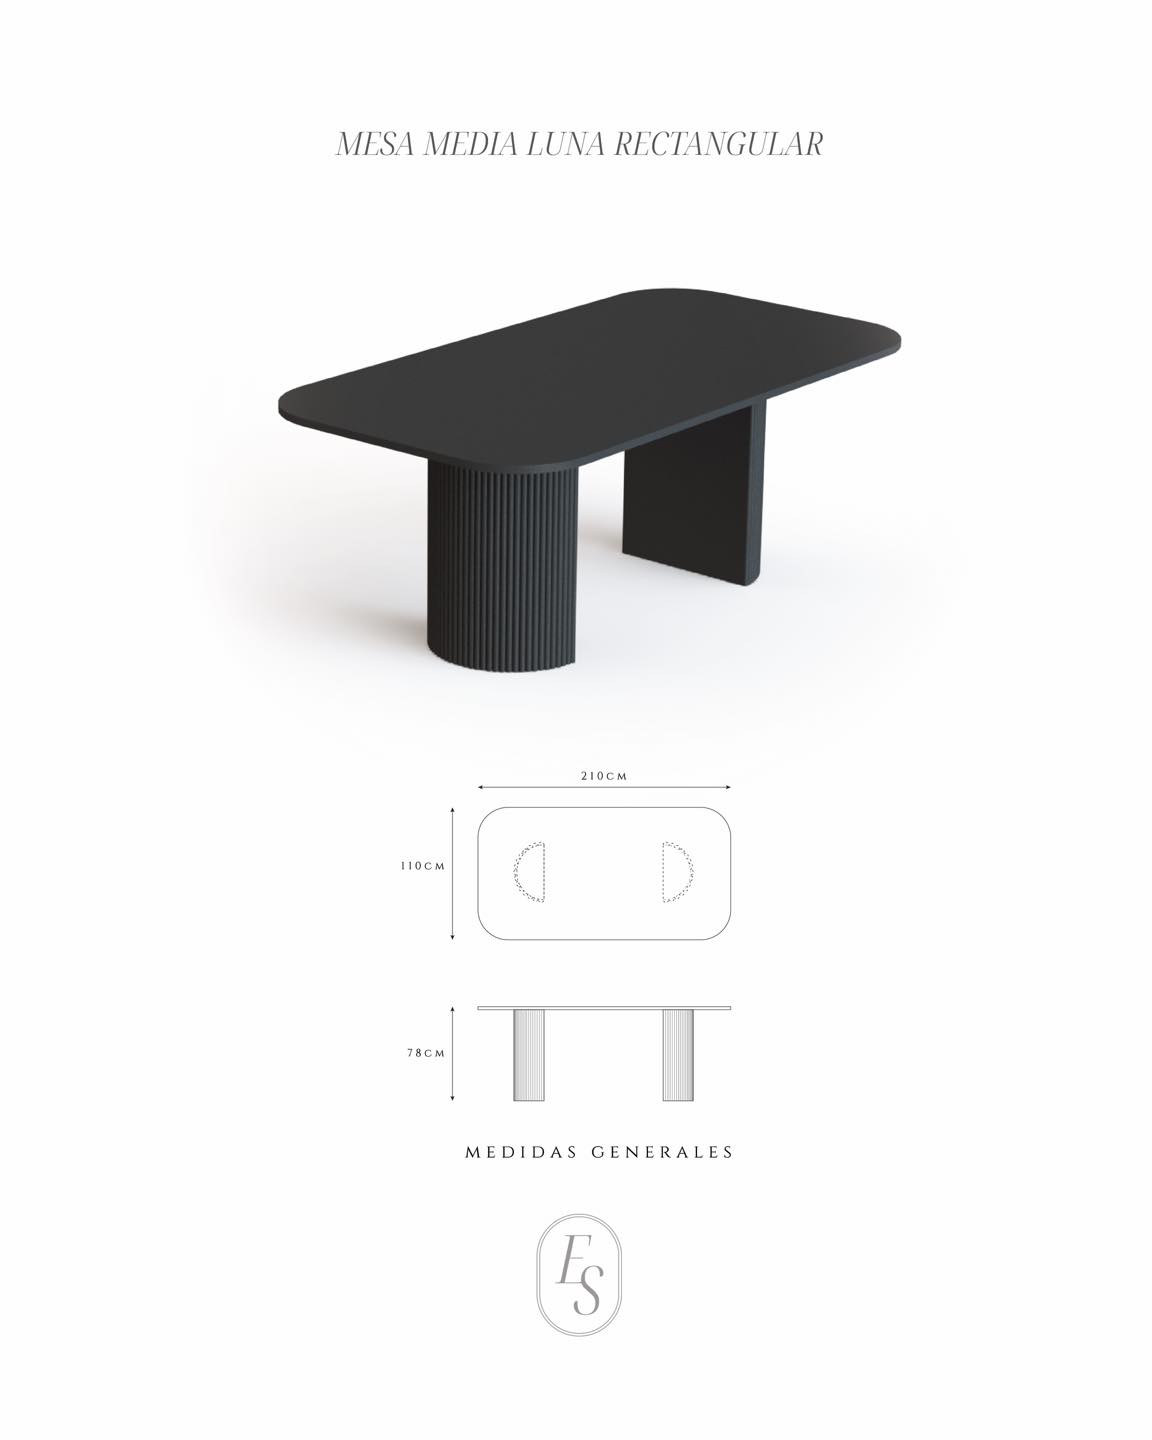 MESA MEDIA LUNA RECTANGULAR
210CM
110CM
78CM
MEDIDAS GENERALES
ES